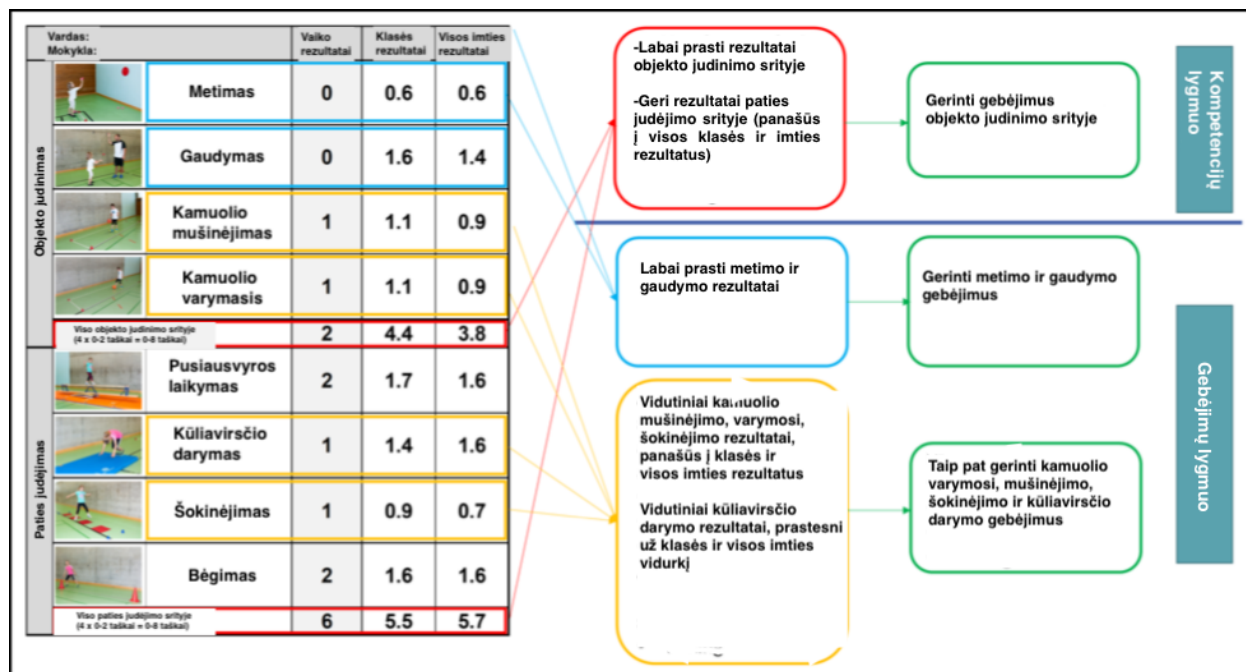 Vardas:
Mokykla:
Vaiko
rezultatai
Klasės
rezultatai
Visos imties
rezultatai
Objekto judinimas
Metimas 0 0.6 0.6
Gaudymas 0 1.6 1.4
Kamuolio
mušinėjimas 1 1.1 0.9
Kamuolio
varymasis 1 1.1 0.9
Viso objekto judinimo srityje
(4 x 0-2 taškai = 0-8 taškai) 2 4.4 3.8
Paties judėjimas
Pusiausvyros
laikymas 2 1.7 1.6
Kūliavirsčio
darymas 1 1.4 1.6
Šokinėjimas 1 0.9 0.7
Bėgimas 2 1.6 1.6
Viso paties judėjimo srityje
(4 x 0-2 taškai = 0-8 taškai) 6 5.5 5.7
-Labai prasti rezultatai
objekto judinimo srityje
-Geri rezultatai paties
judėjimo srityje (panašūs
į visos klasės ir imties
rezultatus)
Gerinti gebėjimus
objekto judinimo srityje
Kompetencijų
lygmuo
Labai prasti metimo ir
gaudymo rezultatai
Gerinti metimo ir gaudymo
gebėjimus
Vidutiniai kamuolio
mušinėjimo, varymosi,
šokinėjimo rezultatai,
panašūs į klasės ir
visos imties rezultatus
Vidutiniai kūliavirsčio
darymo rezultatai, prastesni
už klasės ir visos imties
vidurkį
Taip pat gerinti kamuolio
varymosi, mušinėjimo,
šokinėjimo ir kūliavirsčio
darymo gebėjimus
Gebėjimų lygmuo